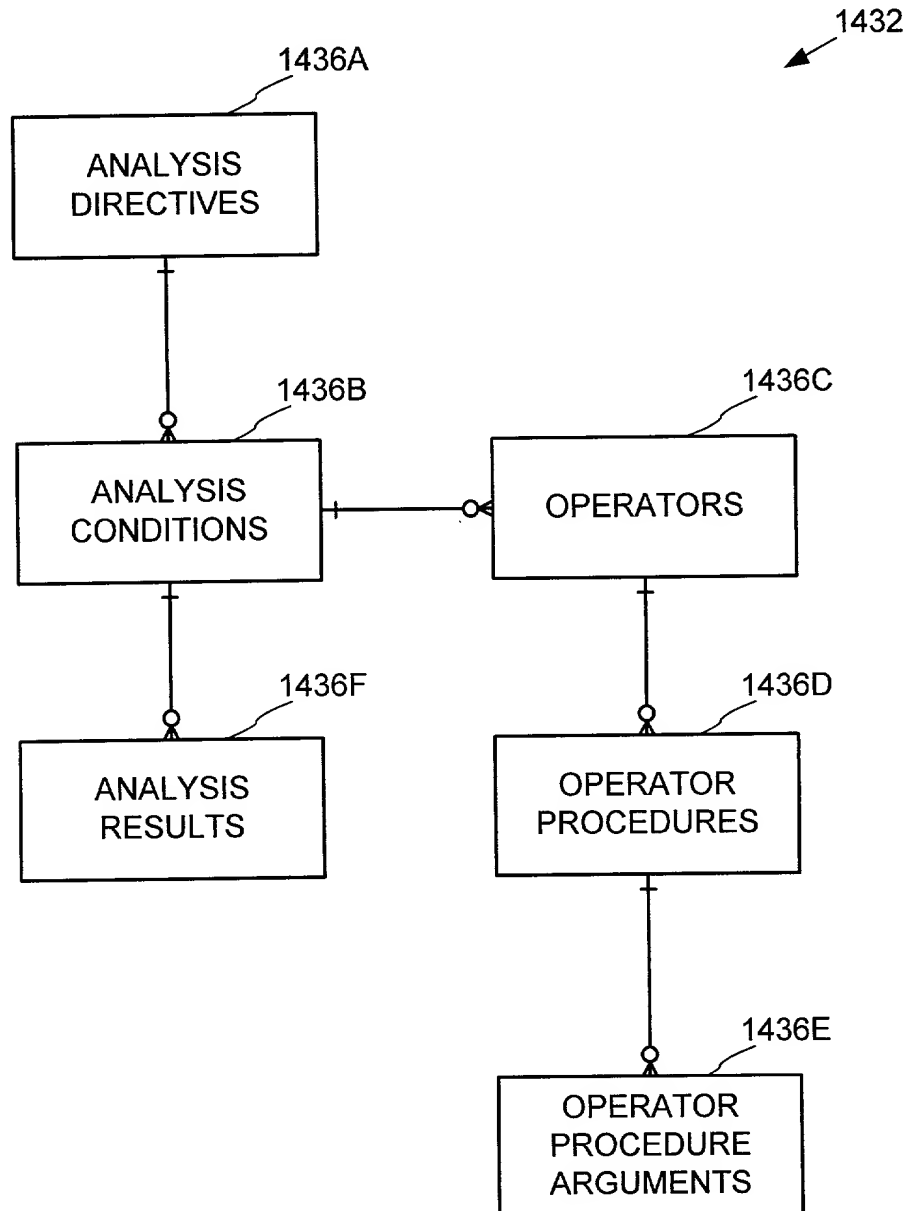 1432
1436A
ANALYSIS
DIRECTIVES
1436B
ANALYSIS
CONDITIONS
1436C
OPERATORS
1436F
ANALYSIS
RESULTS
1436D
OPERATOR
PROCEDURES
1436E
OPERATOR
PROCEDURE
ARGUMENTS